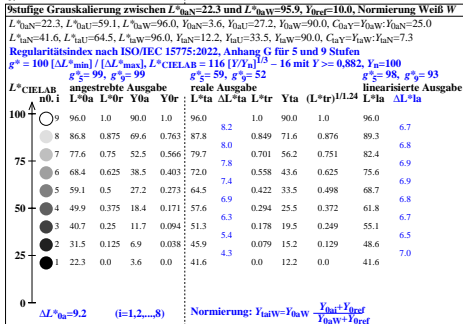 9stufige Grauskalierung zwischen L*0aN=22.3 und L*0aW=95.9, Y0ref=10.0, Normierung Weiß W
L*0aN=22.3, L*0aU=59.1, L*0aW=96.0, Y0aN=3.6, Y0aU=27.2, Y0aW=90.0, C0aY=Y0aW:Y0aN=25.0
L*taN=41.6, L*taU=64.5, L*taW=96.0, YtaN=12.2, YtaU=33.5, YtaW=90.0, CtaY=YtaW:YtaN=7.3
Regularitätsindex nach ISO/IEC 15775:2022, Anhang G für 5 und 9 Stufen
g* = 100 [ΔL*min] / [ΔL*max], L*CIELAB = 116 [Y/Yn]1/3 − 16 mit Y >= 0,882, Yn=100
g*5= 99, g*9= 99 g*5= 59, g*9= 52 g*5= 98, g*9= 93
L*CIELAB angestrebte Ausgabe reale Ausgabe linearisierte Ausgabe
n0. i L*0a L*0r Y0a Y0r L*ta ΔL*ta L*tr Yta (L*tr)1/1.24 L*la ΔL*la
100 9 96.0 1.0 90.0 1.0 96.0 1.0 90.0 1.0 96.0
8.2 6.7
8 86.8 0.875 69.6 0.763 87.8 0.849 71.6 0.876 89.3
8.0 6.8
7 77.6 0.75 52.5 0.566 79.7 0.701 56.2 0.751 82.4
75 7.8 6.9
6 68.4 0.625 38.5 0.403 72.0 0.558 43.6 0.625 75.6
7.4 6.9
5 59.1 0.5 27.2 0.273 64.5 0.422 33.5 0.498 68.7
6.9 6.8
50 4 49.9 0.375 18.4 0.171 57.6 0.294 25.5 0.372 61.8
6.3 6.7
3 40.7 0.25 11.7 0.094 51.3 0.178 19.5 0.249 55.1
5.4 6.5
2 31.5 0.125 6.9 0.038 45.9 0.079 15.2 0.129 48.6
25 4.3 7.0
1 22.3 0.0 3.6 0.0 41.6 0.0 12.2 0.0 41.6
0 ΔL*0a=9.2 (i=1,2,...,8) Normierung: YtaiW=Y0aW (Y0ai+Y0ref)/(Y0aW+Y0ref)